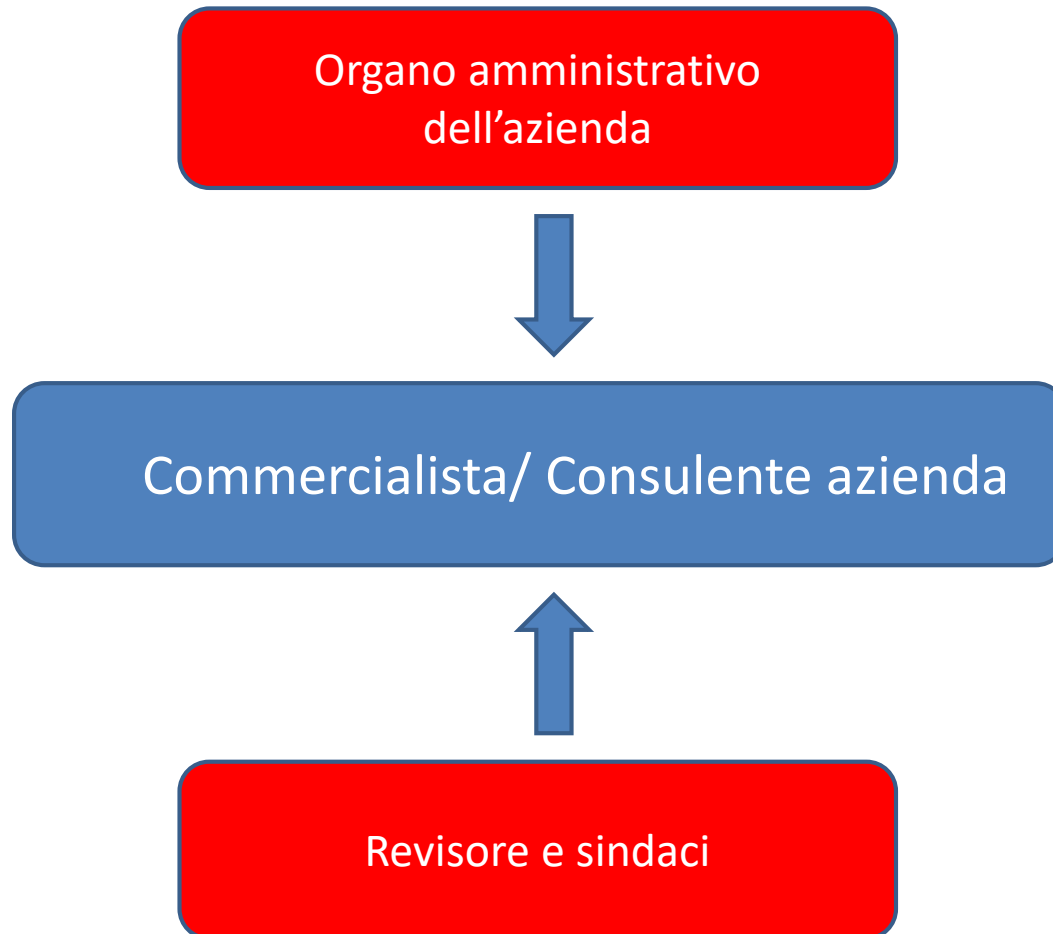 Organo amministrativo
dell’azienda
Commercialista/ Consulente azienda
Revisore e sindaci